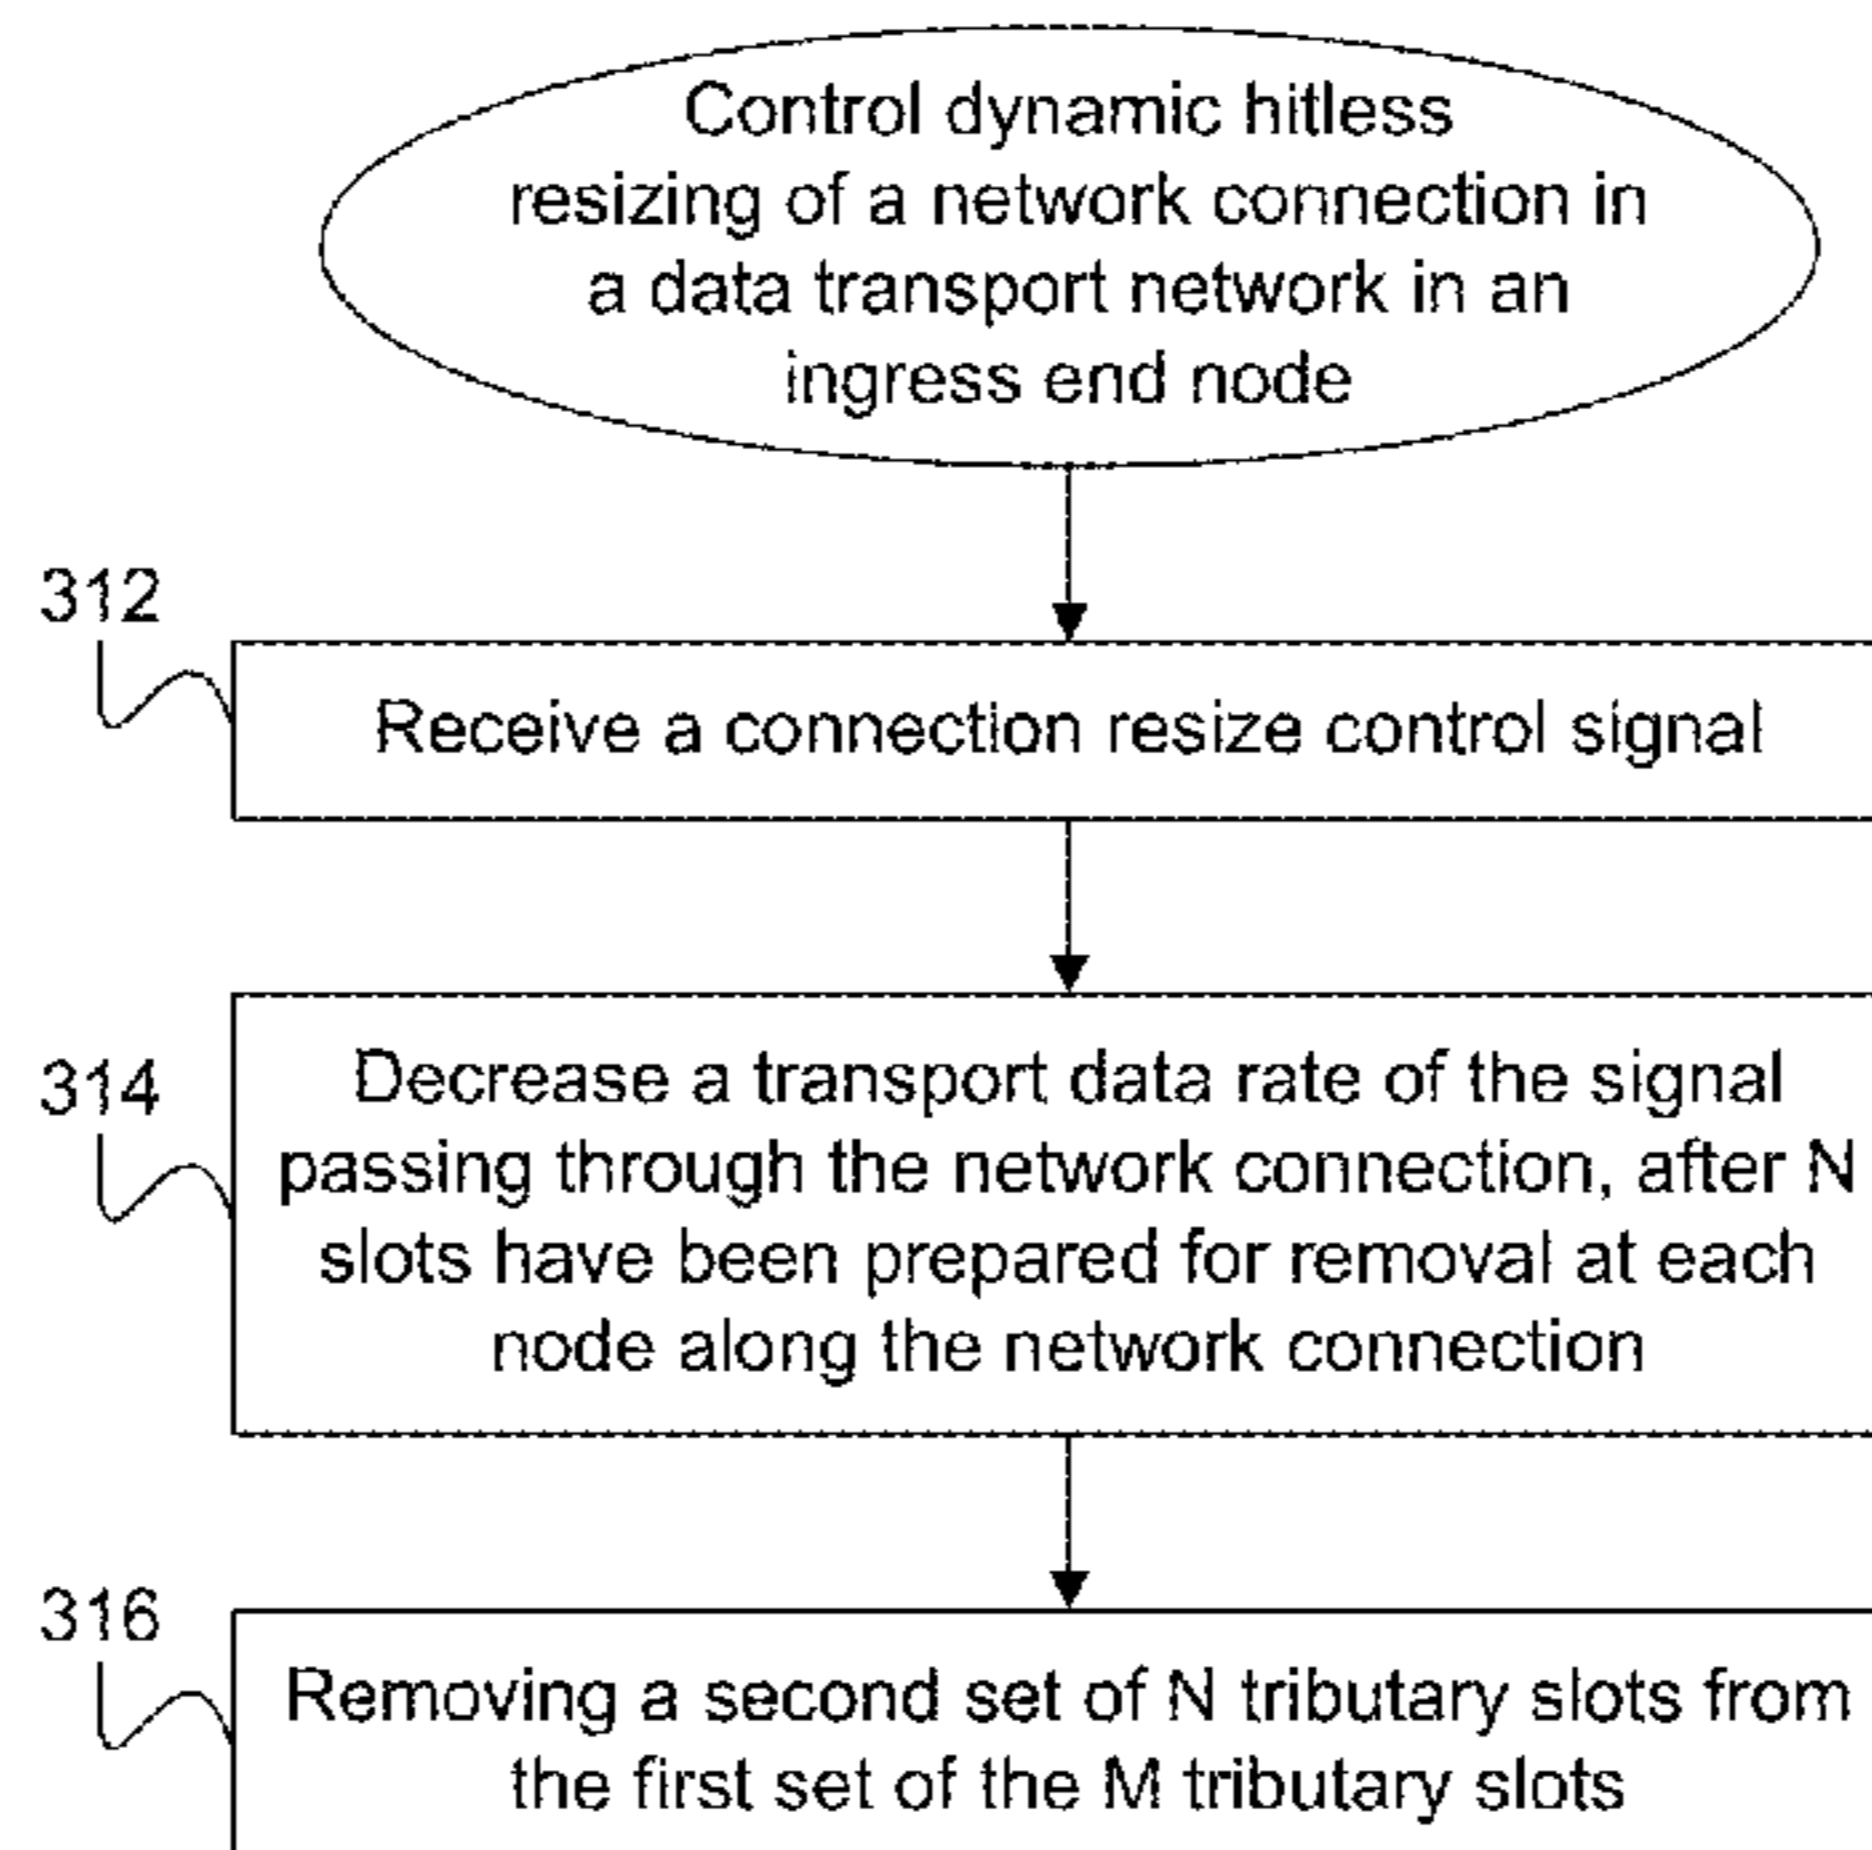 Control dynamic hitless
resizing of a network connection in
a data transport network in an
ingress end node
312
Receive a connection resize control signal
314
Decrease a transport data rate of the signal
passing through the network connection, after N
slots have been prepared for removal at each
node along the network connection
316
Removing a second set of N tributary slots from
the first set of the M tributary slots